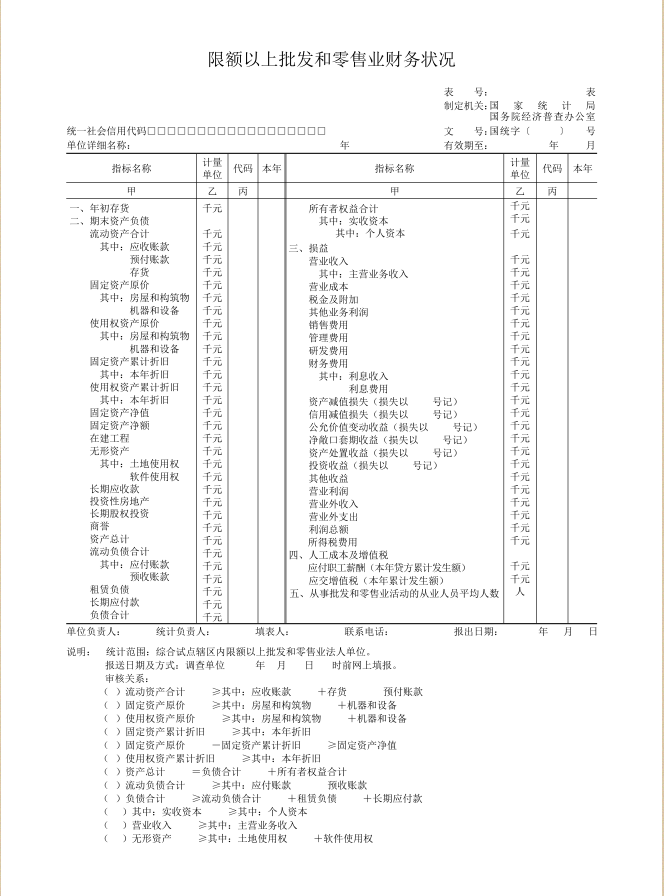 限额以上批发和零售业财务状况
表　　号：　　　　　　　表
制定机关：国家统计局
国务院经济普查办公室
统一社会信用代码□□□□□□□□□□□□□□□□□□　文　　号：国统字〔　　　〕　号
单位详细名称：　　　　　年　　　　　有效期至：　　　　年　　月
指标名称　计量单位　代码　本年　指标名称　计量单位　代码　本年
甲　乙　丙　甲　乙　丙
一、年初存货　千元　所有者权益合计　千元
二、期末资产负债　其中：实收资本　千元
流动资产合计　千元　其中：个人资本　千元
其中：应收账款　千元　三、损益
预付账款　千元　营业收入　千元
存货　千元　其中：主营业务收入　千元
固定资产原价　千元　营业成本　千元
其中：房屋和构筑物　千元　税金及附加　千元
机器和设备　千元　其他业务利润　千元
使用权资产原价　千元　销售费用　千元
其中：房屋和构筑物　千元　管理费用　千元
机器和设备　千元　研发费用　千元
固定资产累计折旧　千元　财务费用　千元
其中：本年折旧　千元　其中：利息收入　千元
使用权资产累计折旧　千元　利息费用　千元
其中：本年折旧　千元　资产减值损失（损失以　　号记）　千元
固定资产净值　千元　信用减值损失（损失以　　号记）　千元
固定资产净额　千元　公允价值变动收益（损失以　　号记）　千元
在建工程　千元　净敞口套期收益（损失以　　号记）　千元
无形资产　千元　资产处置收益（损失以　　号记）　千元
其中：土地使用权　千元　投资收益（损失以　　号记）　千元
软件使用权　千元　其他收益　千元
长期应收款　千元　营业利润　千元
投资性房地产　千元　营业外收入　千元
长期股权投资　千元　营业外支出　千元
商誉　千元　利润总额　千元
资产总计　千元　所得税费用　千元
流动负债合计　千元　四、人工成本及增值税
其中：应付账款　千元　应付职工薪酬（本年贷方累计发生额）　千元
预收账款　千元　应交增值税（本年累计发生额）　千元
租赁负债　千元　五、从事批发和零售业活动的从业人员平均人数　人
长期应付款　千元
负债合计　千元
单位负责人：　统计负责人：　填表人：　联系电话：　报出日期：　　年　月　日
说明：　统计范围：综合试点辖区内限额以上批发和零售业法人单位。
报送日期及方式：调查单位　　年　月　日　时前网上填报。
审核关系：
（　）流动资产合计　≥其中：应收账款　＋存货　预付账款
（　）固定资产原价　≥其中：房屋和构筑物　＋机器和设备
（　）使用权资产原价　≥其中：房屋和构筑物　＋机器和设备
（　）固定资产累计折旧　≥其中：本年折旧
（　）固定资产原价　－固定资产累计折旧　≥固定资产净值
（　）使用权资产累计折旧　≥其中：本年折旧
（　）资产总计　＝负债合计　＋所有者权益合计
（　）流动负债合计　≥其中：应付账款　预收账款
（　）负债合计　≥流动负债合计　＋租赁负债　＋长期应付款
（　）其中：实收资本　≥其中：个人资本
（　）营业收入　≥其中：主营业务收入
（　）无形资产　≥其中：土地使用权　＋软件使用权